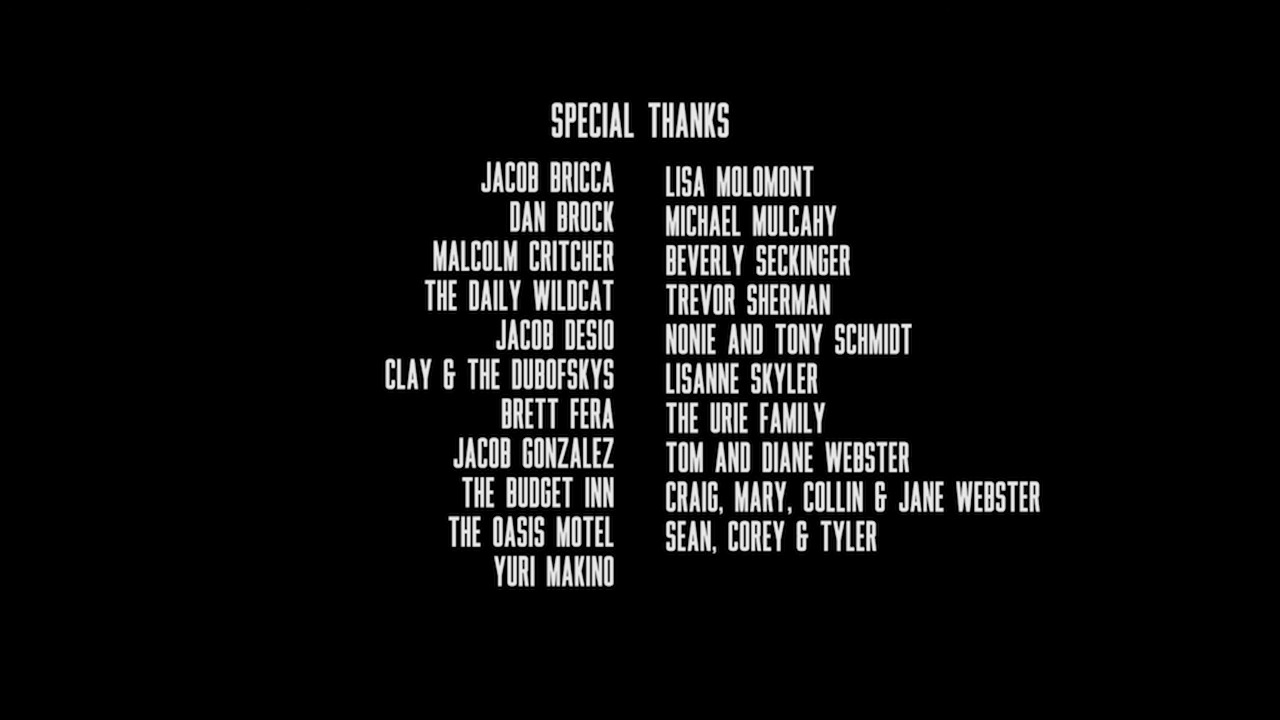 SPECIAL THANKS
JACOB BRICCA
DAN BROCK
MALCOLM CRITCHER
THE DAILY WILDCAT
JACOB DESIO
CLAY & THE DUBOFSKYS
BRETT FERA
JACOB GONZALEZ
THE BUDGET INN
THE OASIS MOTEL
YURI MAKINO
LISA MOLOMONT
MICHAEL MULCAHY
BEVERLY SECKINGER
TREVOR SHERMAN
NONIE AND TONY SCHMIDT
LISANNE SKYLER
THE URIE FAMILY
TOM AND DIANE WEBSTER
CRAIG, MARY, COLLIN & JANE WEBSTER
SEAN, COREY & TYLER